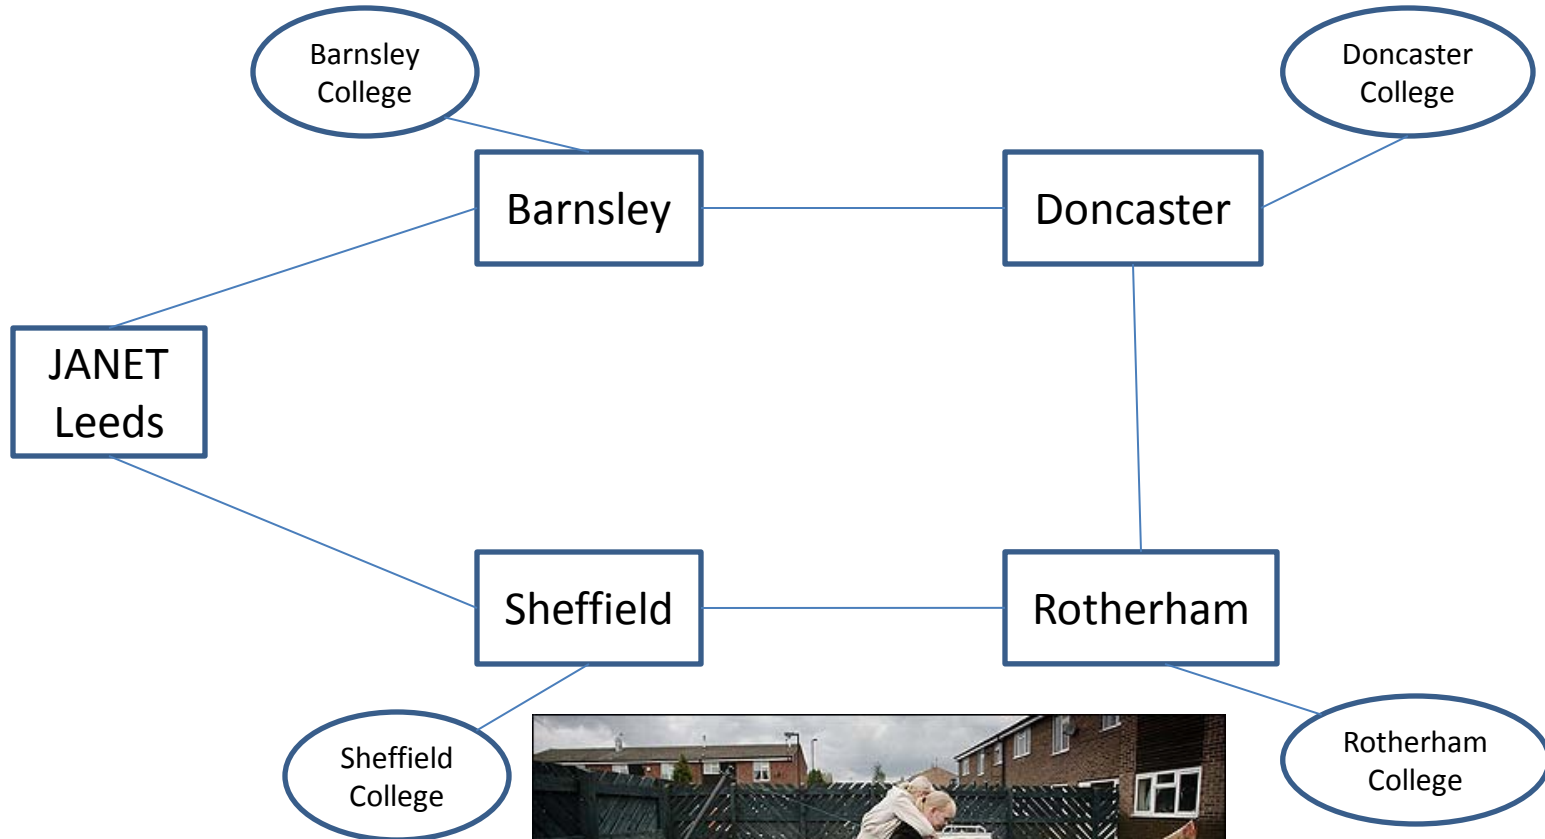 Barnsley
College
Doncaster
College
Barnsley
Doncaster
JANET
Leeds
Sheffield
Rotherham
Sheffield
College
Rotherham
College